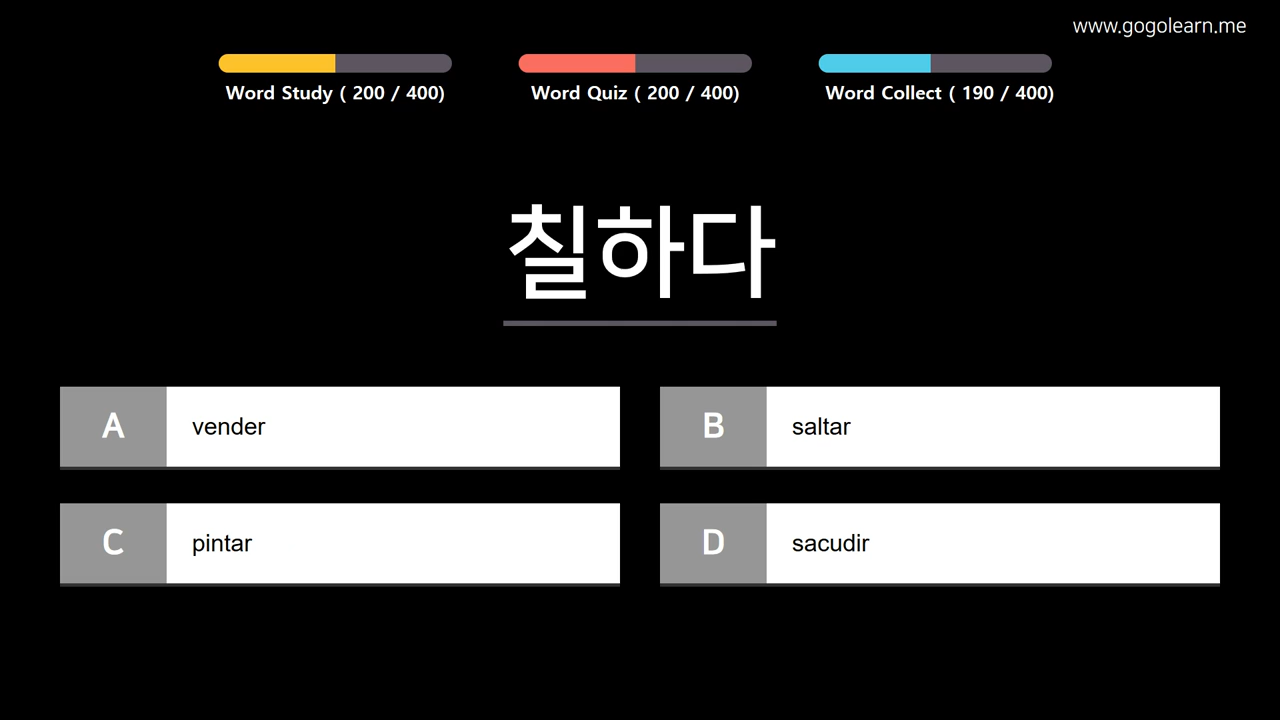 www.gogolearn.me
Word Study ( 200 / 400)
Word Quiz ( 200 / 400)
Word Collect ( 190 / 400)
칠하다
A vender
B saltar
C pintar
D sacudir